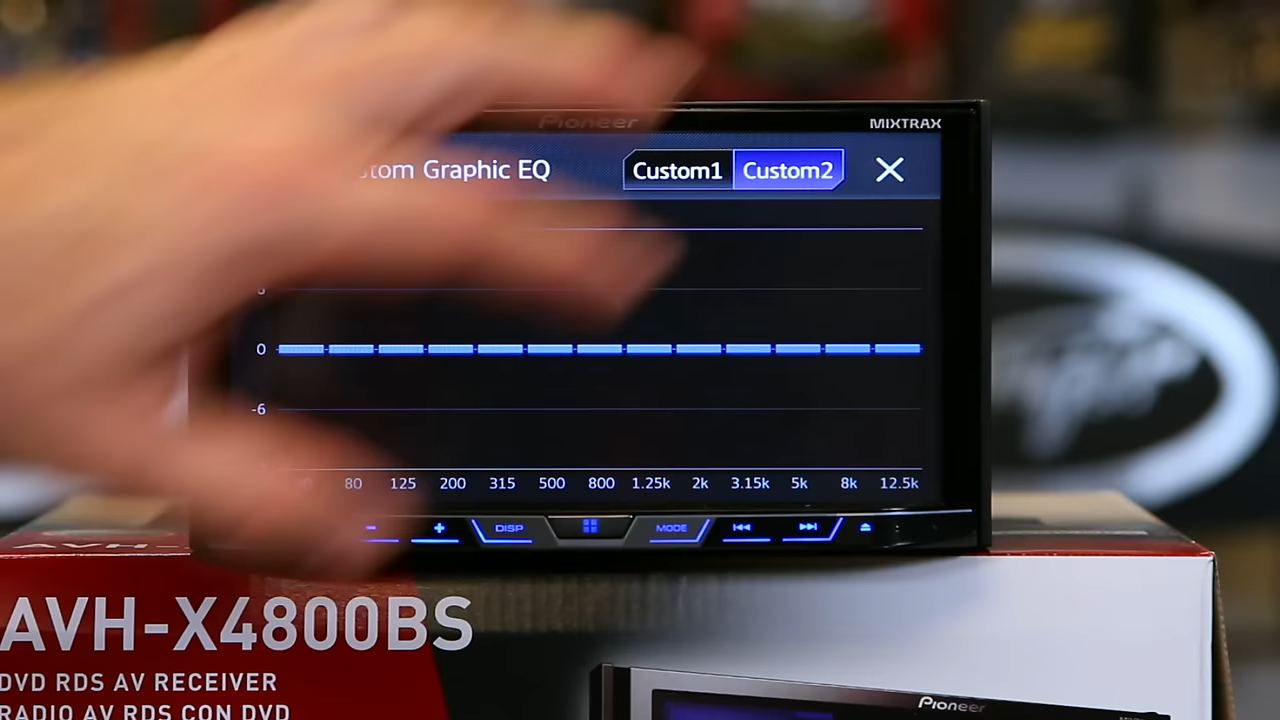 Pioneer MIXTRAX
Graphic EQ Custom1 Custom2
0
-6
80 125 200 315 500 800 1.25k 2k 3.15k 5k 8k 12.5k
- + DISP MODE
AVH-
AVH-X4800BS
DVD RDS AV RECEIVER
RADIO AV RDS CON DVD
Pioneer